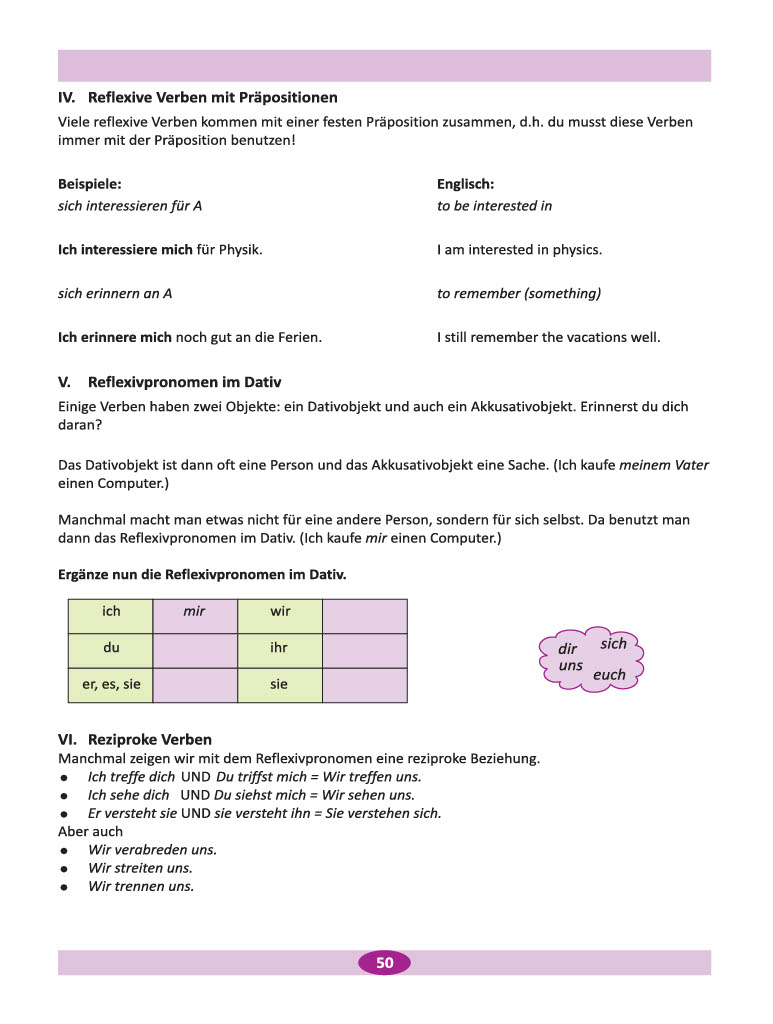 IV. Reflexive Verben mit Präpositionen
Viele reflexive Verben kommen mit einer festen Präposition zusammen, d.h. du musst diese Verben
immer mit der Präposition benutzen!
Beispiele: Englisch:
sich interessieren für A to be interested in
Ich interessiere mich für Physik. I am interested in physics.
sich erinnern an A to remember (something)
Ich erinnere mich noch gut an die Ferien. I still remember the vacations well.
V. Reflexivpronomen im Dativ
Einige Verben haben zwei Objekte: ein Dativobjekt und auch ein Akkusativobjekt. Erinnerst du dich
daran?
Das Dativobjekt ist dann oft eine Person und das Akkusativobjekt eine Sache. (Ich kaufe meinem Vater
einen Computer.)
Manchmal macht man etwas nicht für eine andere Person, sondern für sich selbst. Da benutzt man
dann das Reflexivpronomen im Dativ. (Ich kaufe mir einen Computer.)
Ergänze nun die Reflexivpronomen im Dativ.
ich mir wir
du ihr
er, es, sie sie
dir sich
uns euch
VI. Reziproke Verben
Manchmal zeigen wir mit dem Reflexivpronomen eine reziproke Beziehung.
● Ich treffe dich UND Du triffst mich = Wir treffen uns.
● Ich sehe dich UND Du siehst mich = Wir sehen uns.
● Er versteht sie UND sie versteht ihn = Sie verstehen sich.
Aber auch
● Wir verabreden uns.
● Wir streiten uns.
● Wir trennen uns.
50